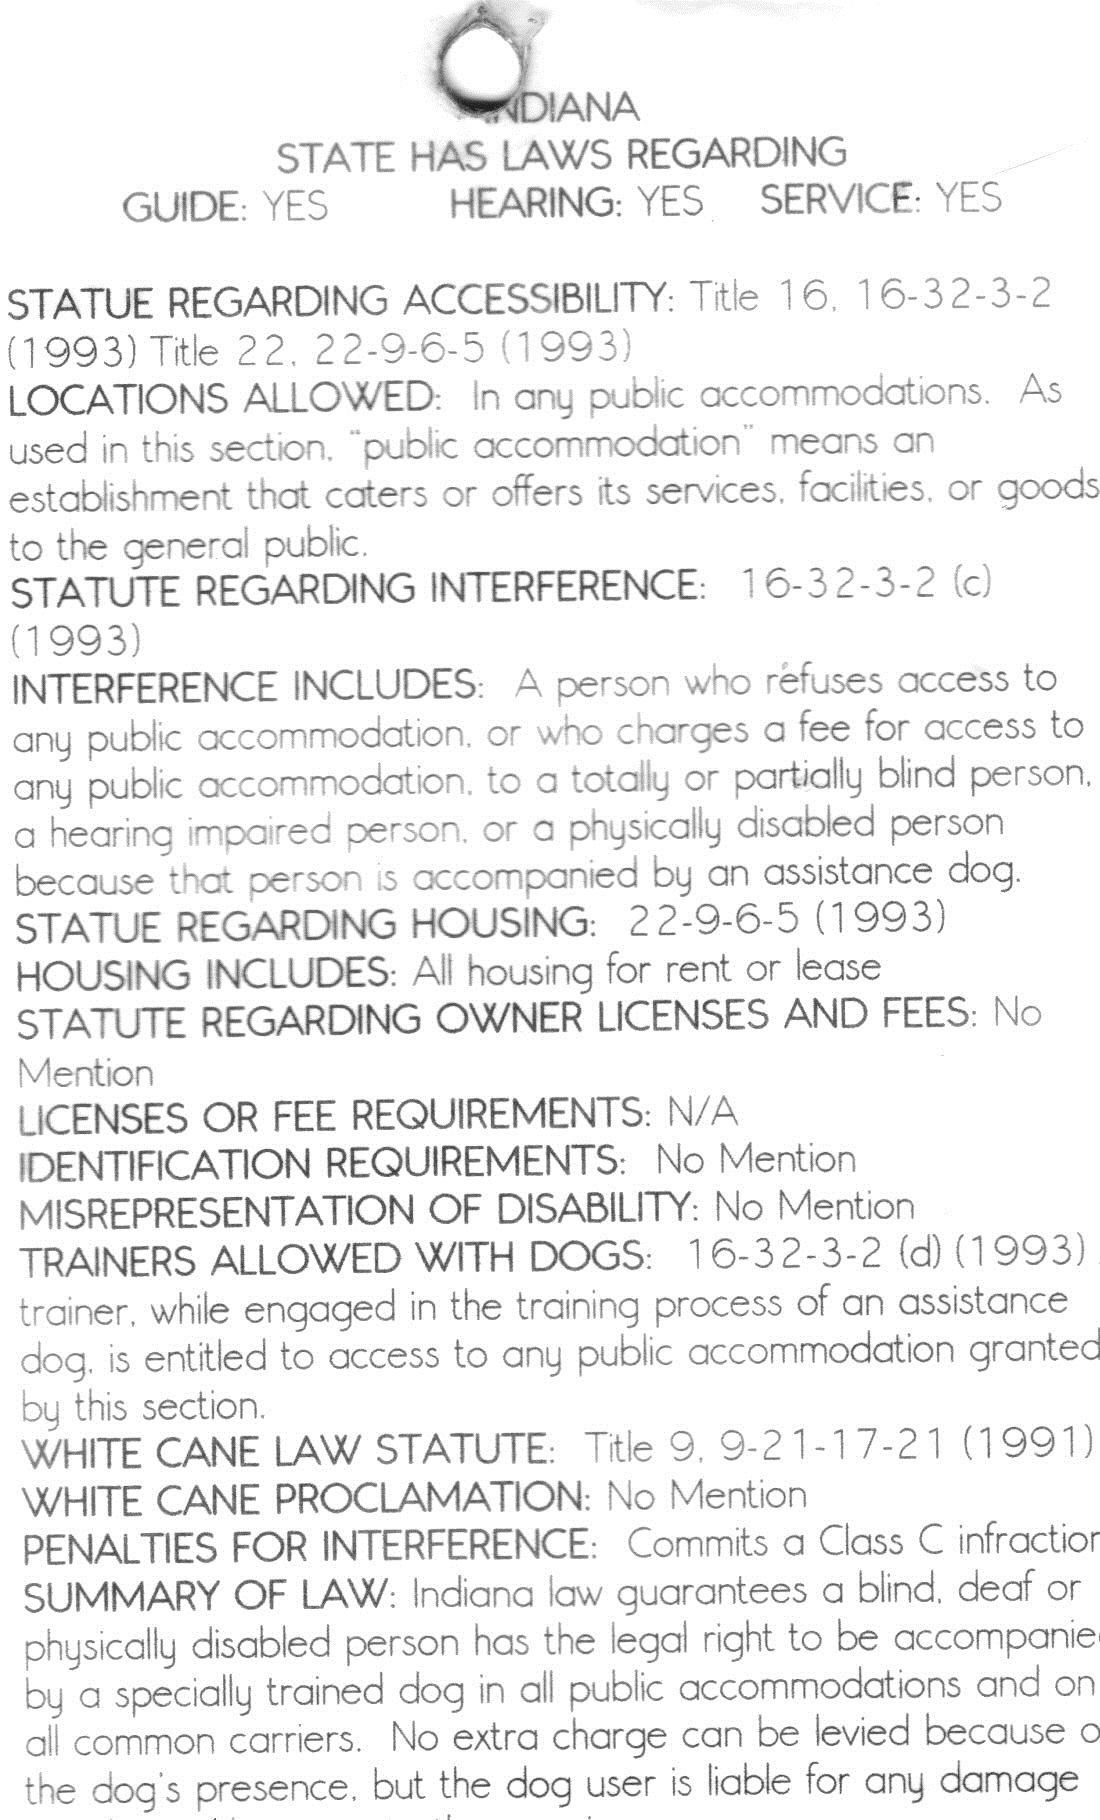 INDIANA
STATE HAS LAWS REGARDING
GUIDE: YES HEARING: YES SERVICE: YES
STATUE REGARDING ACCESSIBILITY: Title 16, 16-32-3-2
(1993) Title 22, 22-9-6-5 (1993)
LOCATIONS ALLOWED: In any public accommodations. As
used in this section, "public accommodation" means an
establishment that caters or offers its services, facilities, or goods
to the general public.
STATUTE REGARDING INTERFERENCE: 16-32-3-2 (c)
(1993)
INTERFERENCE INCLUDES: A person who refuses access to
any public accommodation, or who charges a fee for access to
any public accommodation, to a totally or partially blind person,
a hearing impaired person, or a physically disabled person
because that person is accompanied by an assistance dog.
STATUE REGARDING HOUSING: 22-9-6-5 (1993)
HOUSING INCLUDES: All housing for rent or lease
STATUTE REGARDING OWNER LICENSES AND FEES: No
Mention
LICENSES OR FEE REQUIREMENTS: N/A
IDENTIFICATION REQUIREMENTS: No Mention
MISREPRESENTATION OF DISABILITY: No Mention
TRAINERS ALLOWED WITH DOGS: 16-32-3-2 (d) (1993)
trainer, while engaged in the training process of an assistance
dog, is entitled to access to any public accommodation granted
by this section.
WHITE CANE LAW STATUTE: Title 9, 9-21-17-21 (1991)
WHITE CANE PROCLAMATION: No Mention
PENALTIES FOR INTERFERENCE: Commits a Class C infraction
SUMMARY OF LAW: Indiana law guarantees a blind, deaf or
physically disabled person has the legal right to be accompanie
by a specially trained dog in all public accommodations and on
all common carriers. No extra charge can be levied because o
the dog's presence, but the dog user is liable for any damage